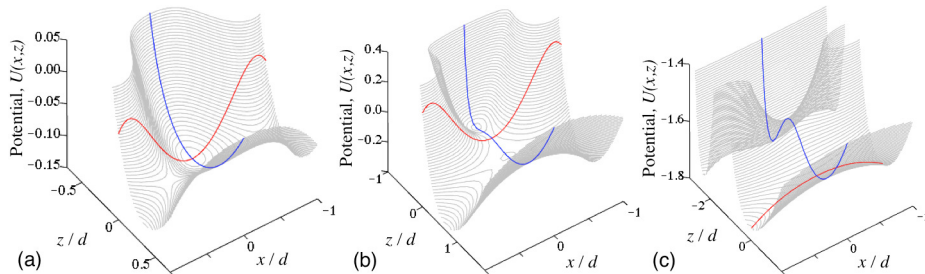 Potential, U(x,z)
0.05
0.00
-0.05
-0.10
-0.15
-0.5
0
0.5
z / d
-1
0
x / d
(a)
Potential, U(x,z)
0.4
0.2
0.0
-0.2
-1
0
1
z / d
-1
0
x / d
(b)
Potential, U(x,z)
-1.4
-1.6
-1.8
-2
0
z / d
0
x / d
(c)